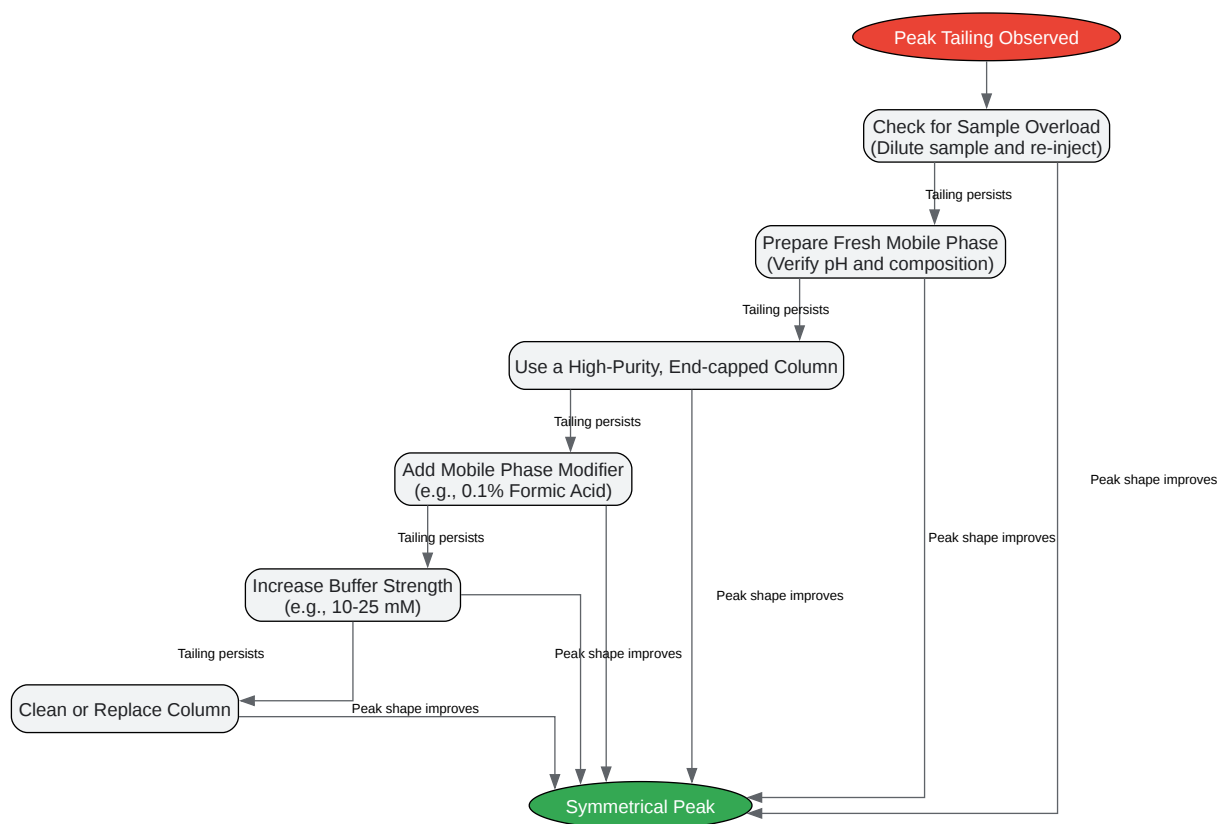 Peak Tailing Observed
Check for Sample Overload
(Dilute sample and re-inject)
Tailing persists
Prepare Fresh Mobile Phase
(Verify pH and composition)
Tailing persists
Use a High-Purity, End-capped Column
Tailing persists
Add Mobile Phase Modifier
(e.g., 0.1% Formic Acid)
Peak shape improves
Tailing persists
Peak shape improves
Increase Buffer Strength
(e.g., 10-25 mM)
Peak shape improves
Tailing persists
Peak shape improves
Clean or Replace Column
Peak shape improves
Symmetrical Peak